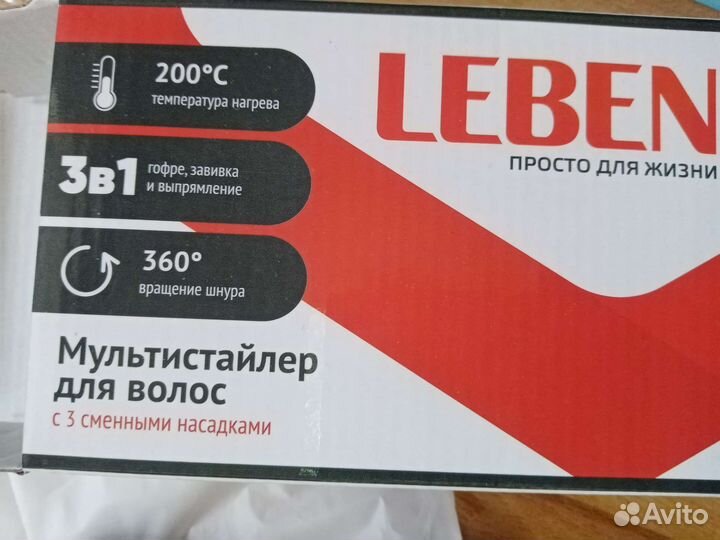 200°C
температура нагрева
LEBEN
ПРОСТО ДЛЯ ЖИЗНИ
3в1
гофре, завивка
и выпрямление
360°
вращение шнура
Мультистайлер
для волос
с 3 сменными насадками
Avito